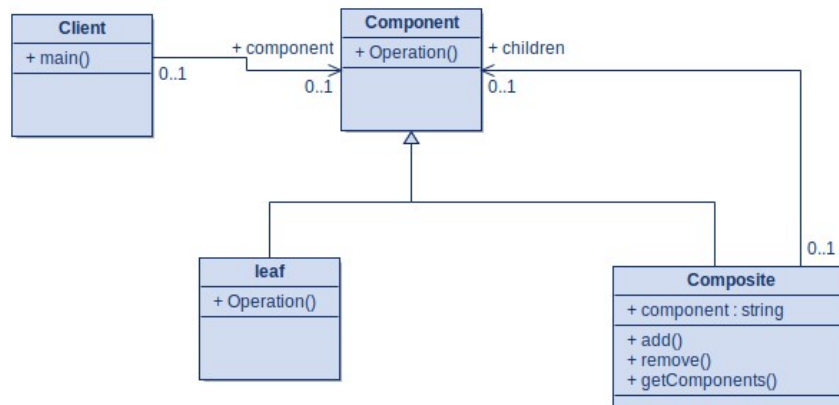 Client
+ main()
0..1
+ component
0..1
Component
+ Operation()
+ children
0..1
leaf
+ Operation()
0..1
Composite
+ component : string
+ add()
+ remove()
+ getComponents()